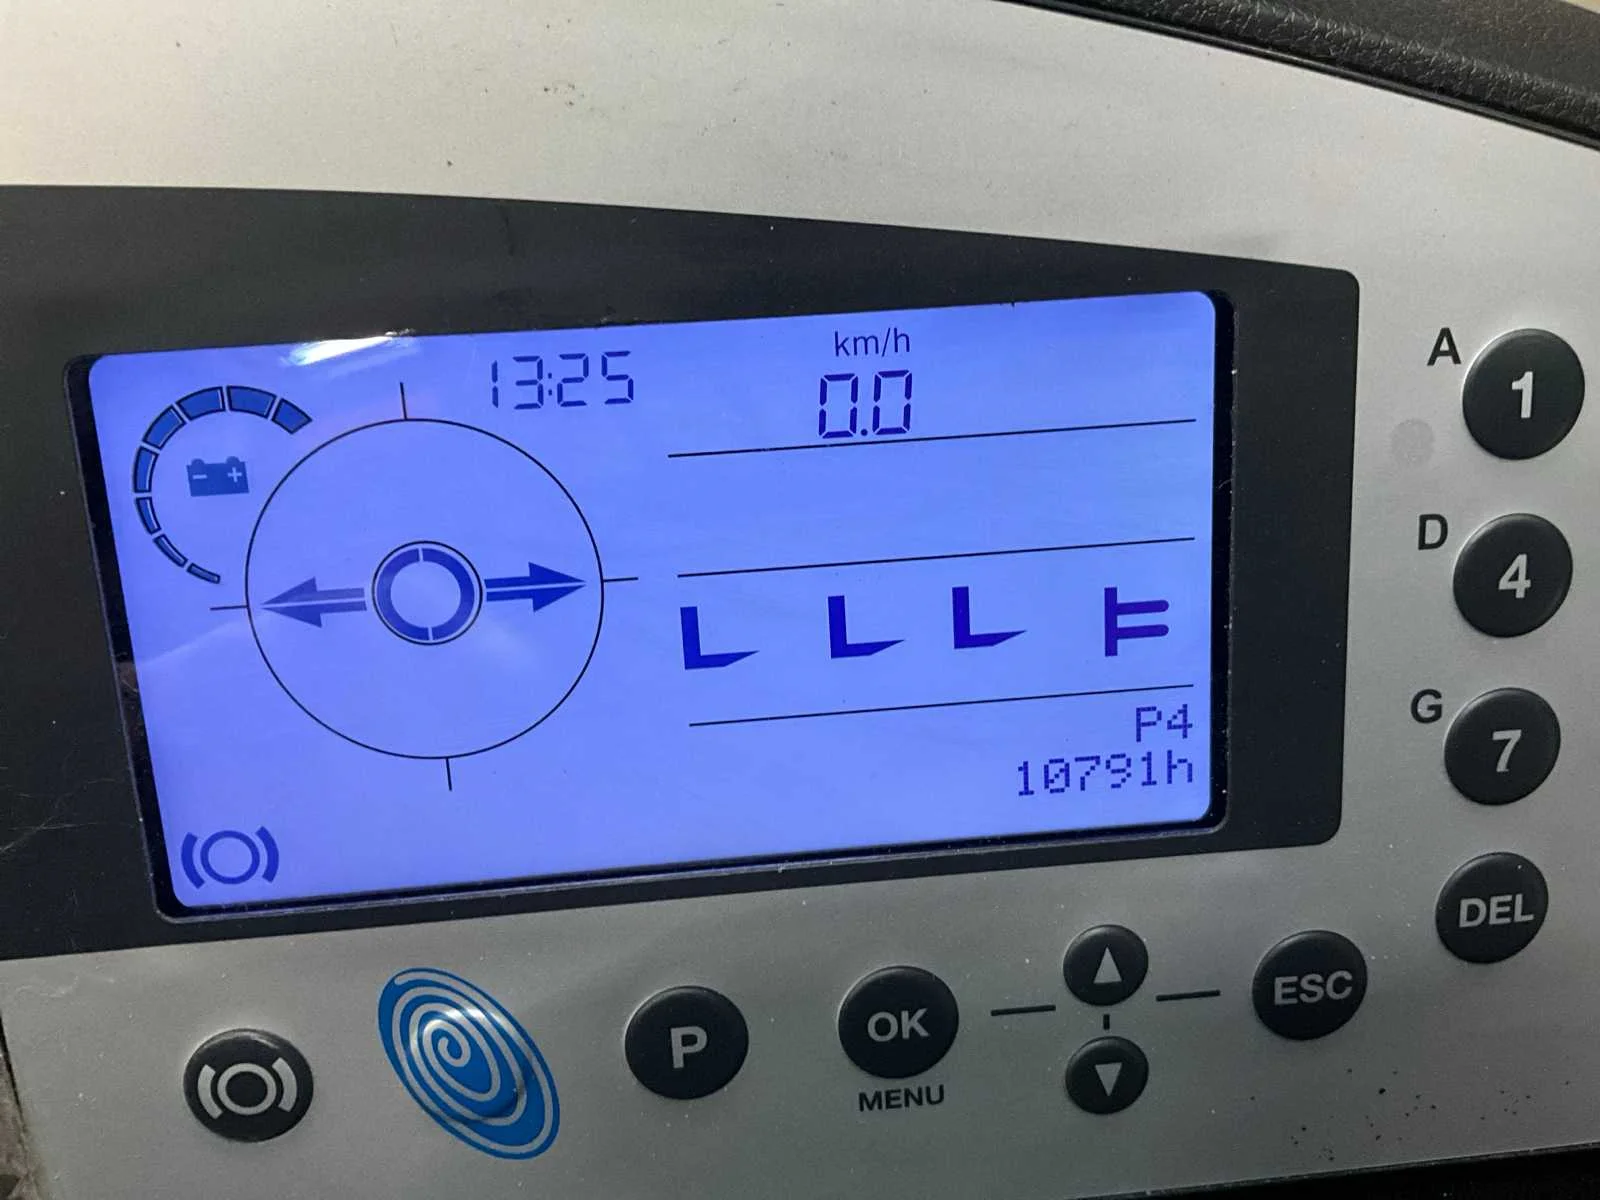 13:25
km/h
0.0
P4
10791h
A
1
D
4
G
7
DEL
P
OK
MENU
ESC